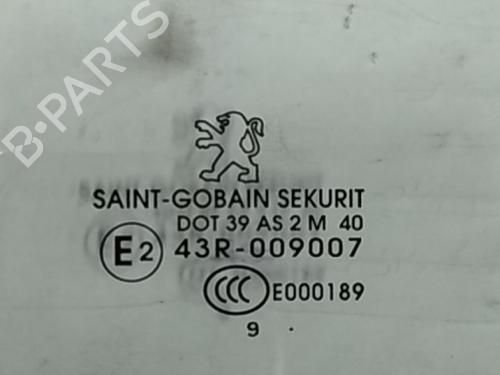 B-PARTS
SAINT-GOBAIN SEKURIT
DOT 39 AS 2 M 40
E2 43R-009007
CCC E000189
9 .